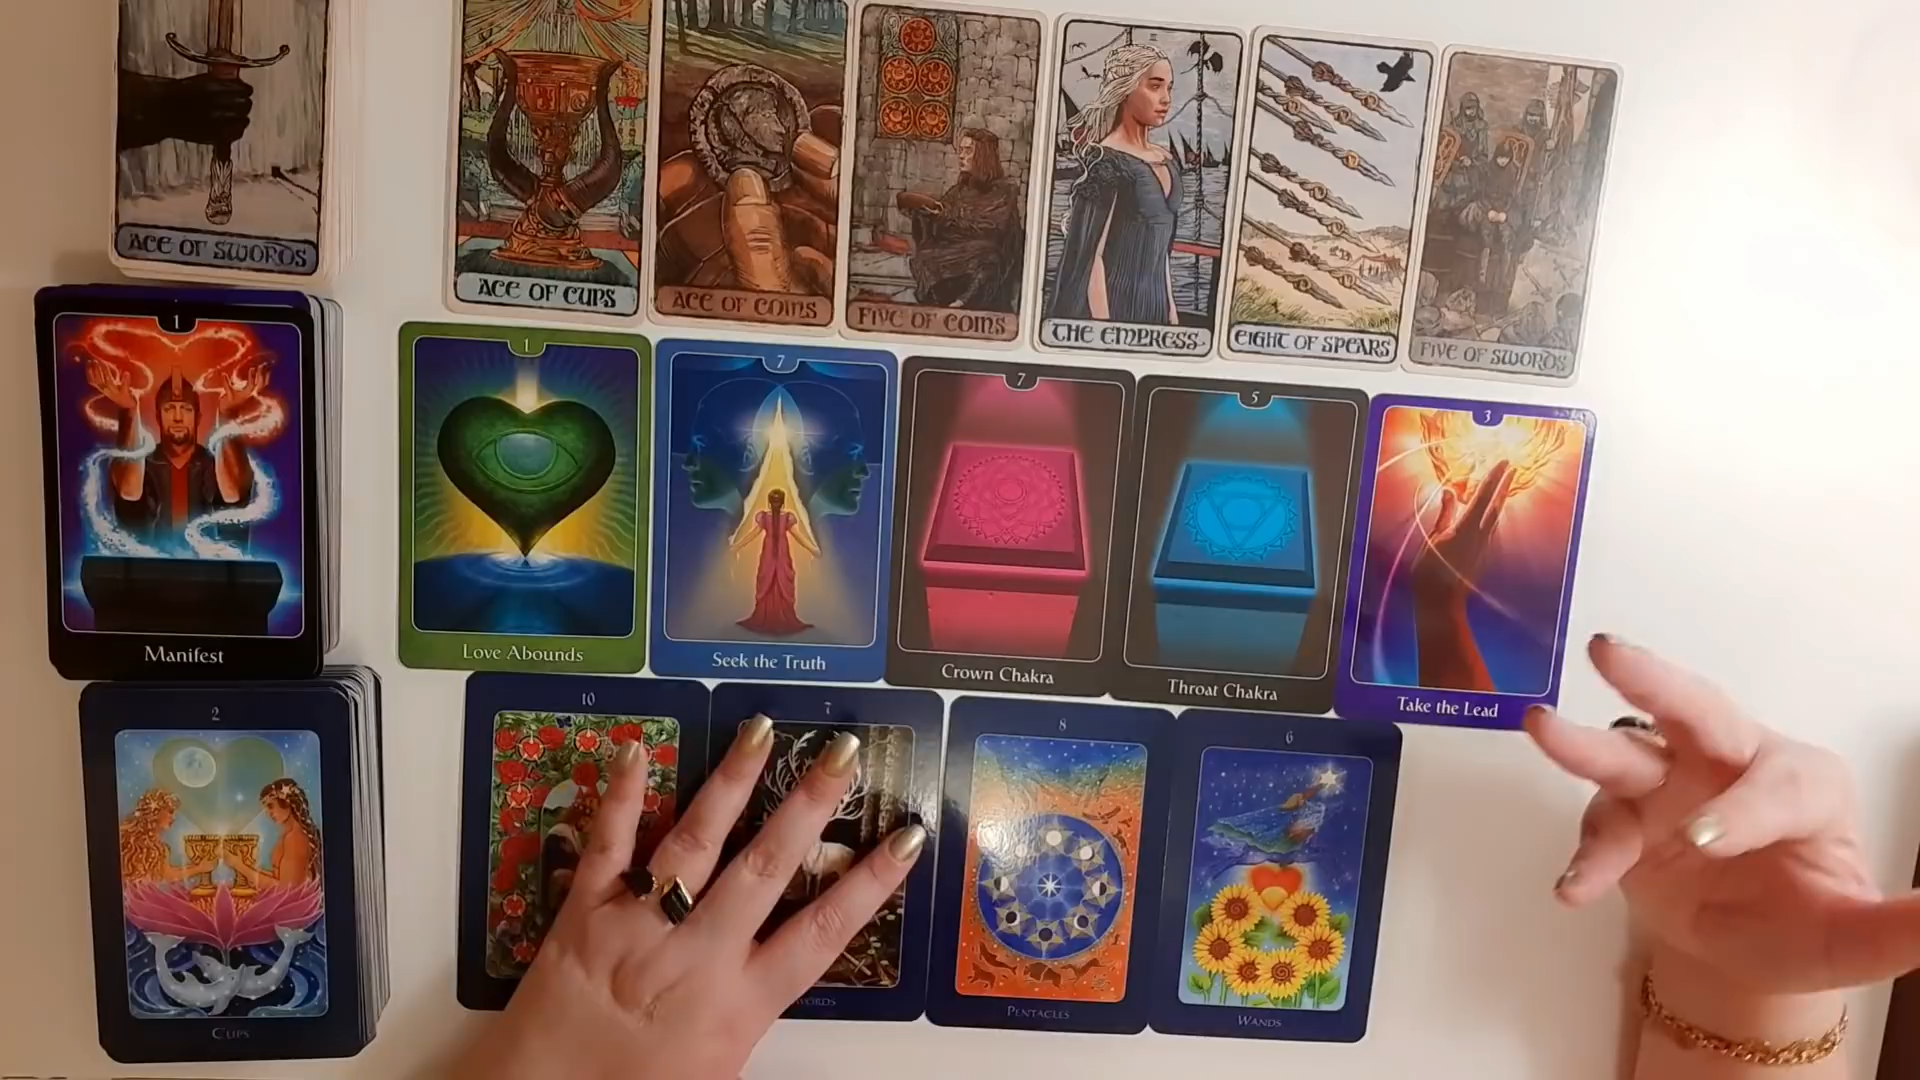 ACE OF SWORDS
ACE OF CUPS
ACE OF COINS
FIVE OF COINS
II
THE EMPRESS
EIGHT OF SPEARS
FIVE OF SWORDS
1
Manifest
1
Love Abounds
7
Seek the Truth
7
Crown Chakra
5
Throat Chakra
3
Take the Lead
2
CUPS
10
7
8
PENTACLES
6
WANDS